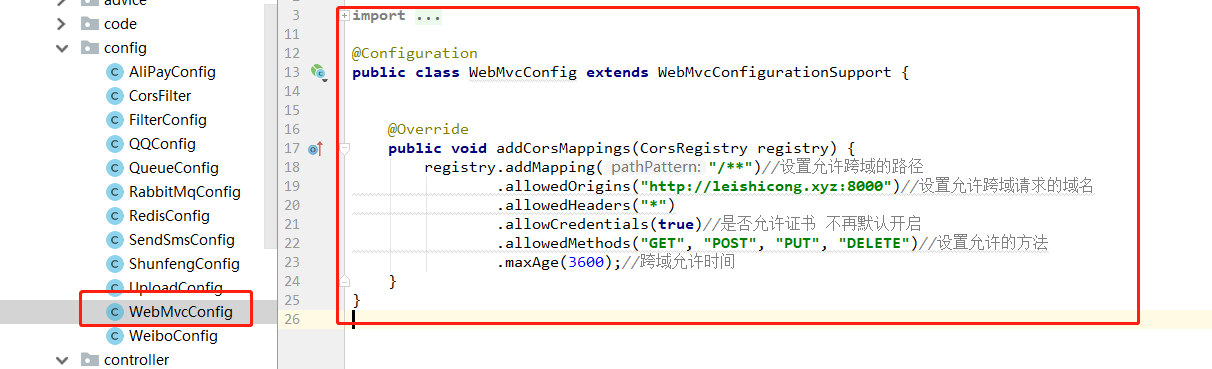 advice
code
config
AliPayConfig
CorsFilter
FilterConfig
QQConfig
QueueConfig
RabbitMqConfig
RedisConfig
SendSmsConfig
ShunfengConfig
UploadConfig
WebMvcConfig
WeiboConfig
controller
3 import ...
11
12 @Configuration
13 public class WebMvcConfig extends WebMvcConfigurationSupport {
14
15
16 @Override
17 public void addCorsMappings(CorsRegistry registry) {
18 registry.addMapping( pathPattern: "/**")//设置允许跨域的路径
19 .allowedOrigins("http://leishicong.xyz:8000")//设置允许跨域请求的域名
20 .allowedHeaders("*")
21 .allowCredentials(true)//是否允许证书 不再默认开启
22 .allowedMethods("GET", "POST", "PUT", "DELETE")//设置允许的方法
23 .maxAge(3600);//跨域允许时间
24 }
25 }
26